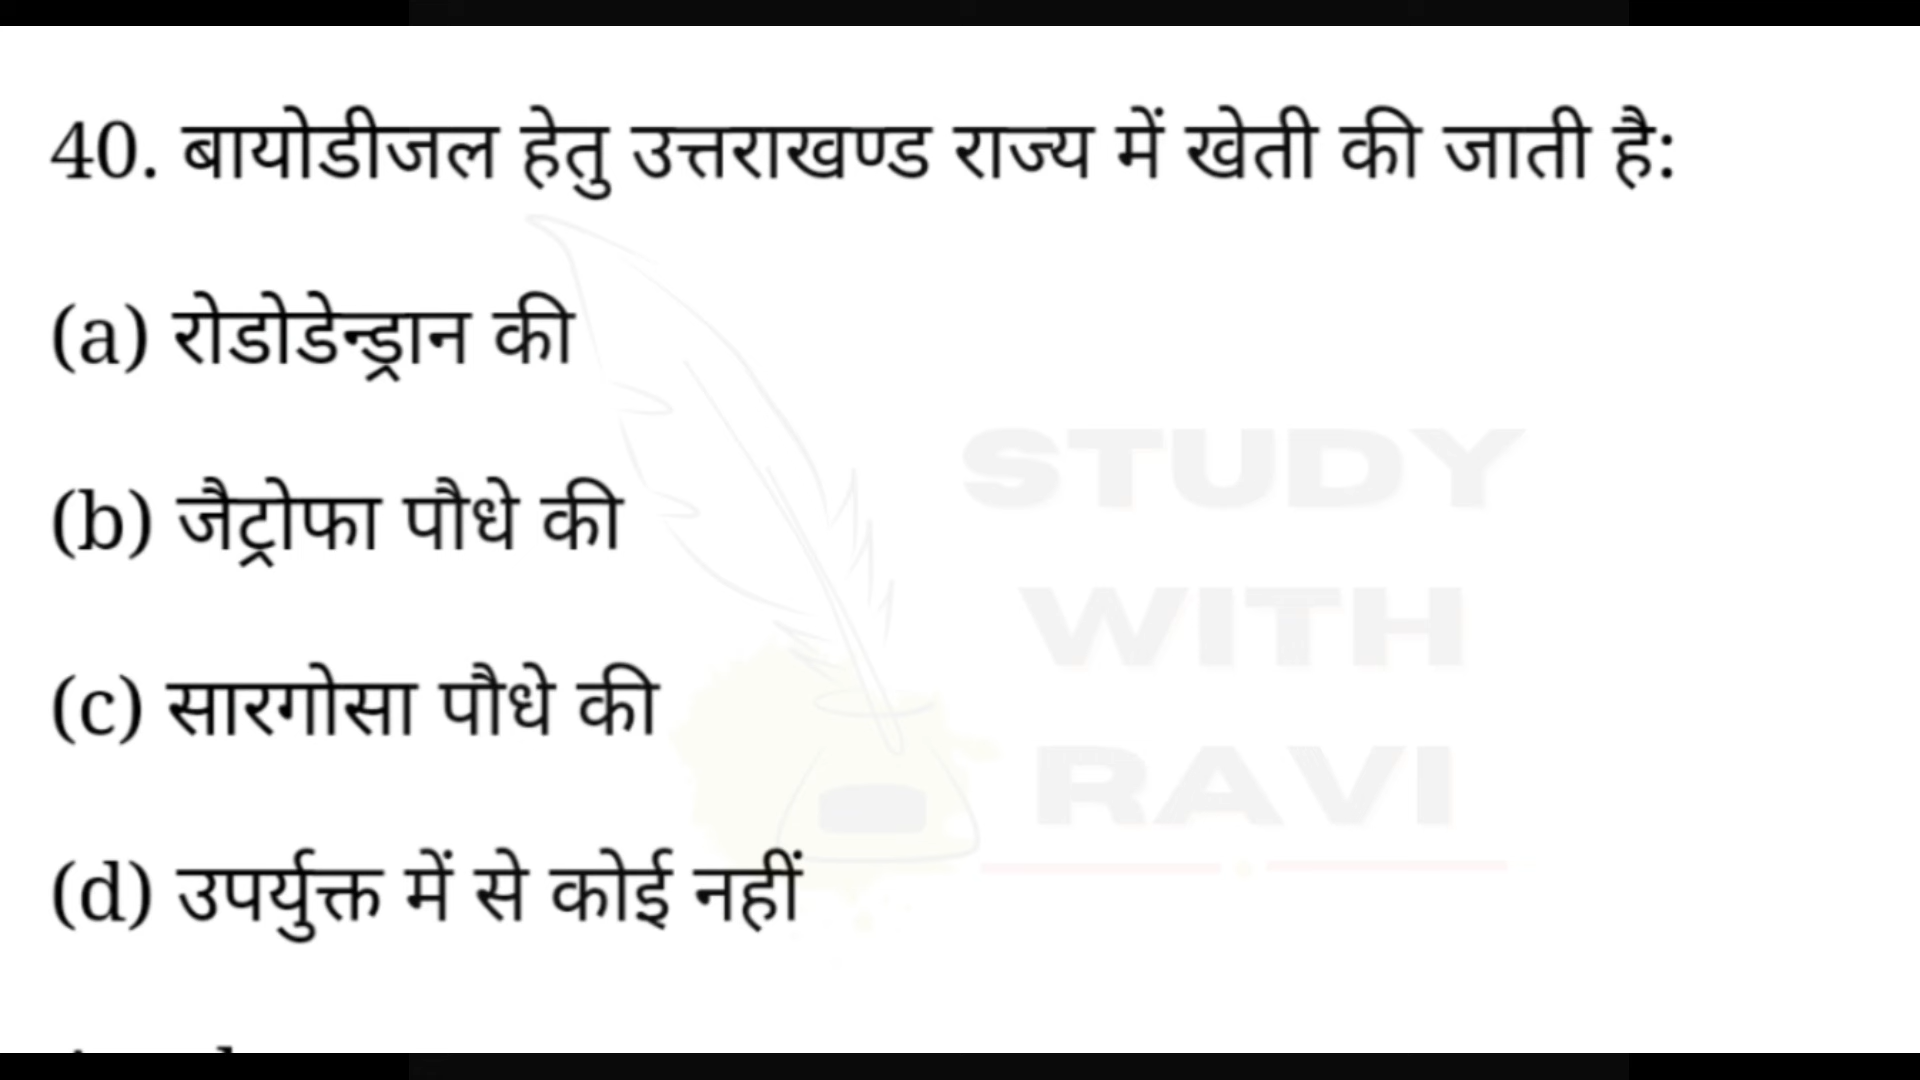 40. बायोडीजल हेतु उत्तराखण्ड राज्य में खेती की जाती है:
(a) रोडोडेन्ड्रान की
(b) जैट्रोफा पौधे की
STUDY
WITH
RAVI
(c) सारगोसा पौधे की
(d) उपर्युक्त में से कोई नहीं